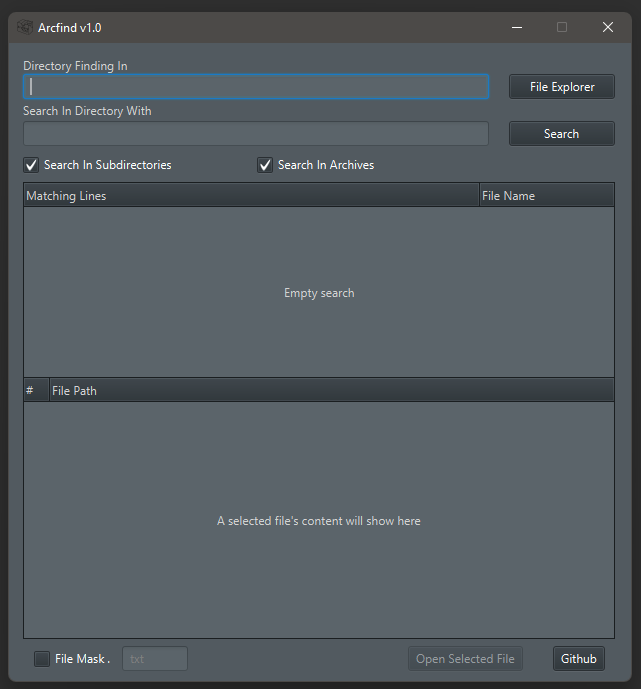 Arcfind v1.0
Directory Finding In
File Explorer
Search In Directory With
Search
Search In Subdirectories Search In Archives
Matching Lines File Name
Empty search
# File Path
A selected file's content will show here
File Mask . txt Open Selected File Github